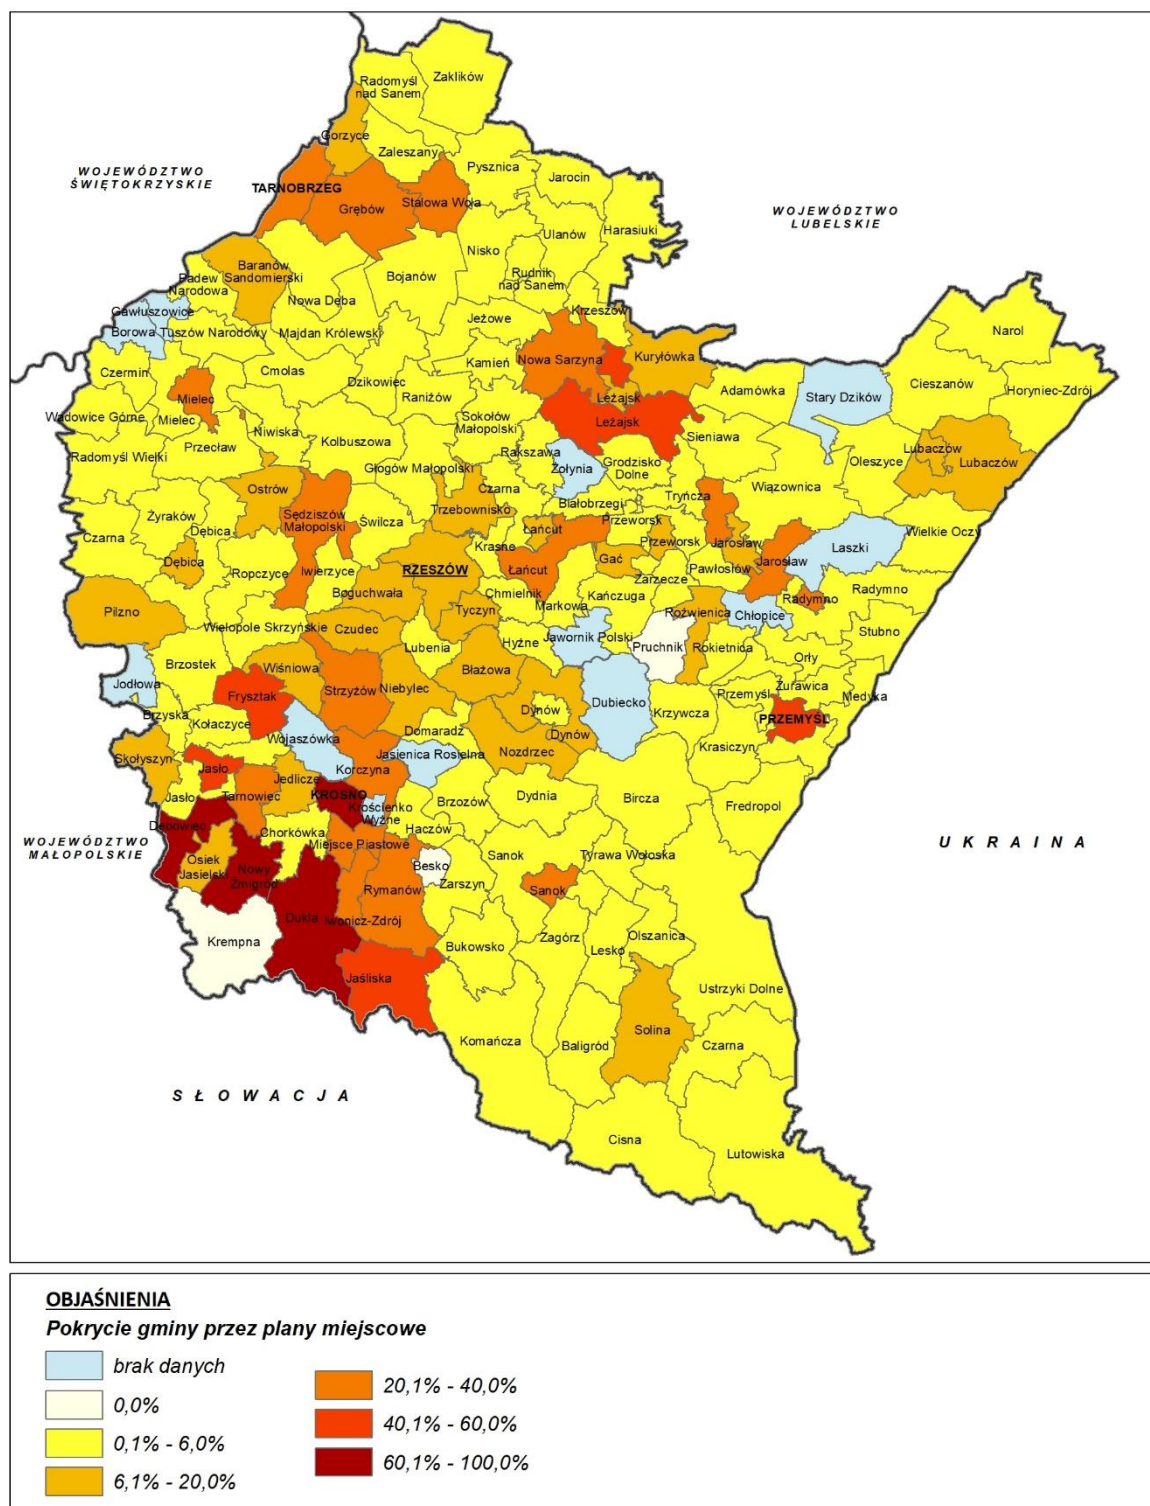 Zaklików
Radomyśl
nad Sanem
Gorzyce
Zaleszany
WOJEWÓDZTWO
ŚWIĘTOKRZYSKIE
Pysznica
Jarocin
TARNOBRZEG
Stalowa Wola
Grębów
WOJEWÓDZTWO
LUBELSKIE
Ulanów
Harasiuki
Nisko
Baranów
Sandomierski
Bojanów
Rudnik
nad Sanem
Padew
Narodowa
Nowa Dęba
Gawłuszowice
Krzeszów
Jeżowe
Borowa
Tuszów Narodowy
Majdan Królewski
Narol
Nowa Sarzyna
Kuryłówka
Kamień
Czermin
Cmolas
Dzikowiec
Cieszanów
Adamówka
Horyniec-Zdrój
Mielec
Raniżów
Leżajsk
Stary Dzików
Wadowice Górne
Mielec
Sokołów
Małopolski
Leżajsk
Niwiska
Sieniawa
Kolbuszowa
Przecław
Radomyśl Wielki
Rakszawa
Lubaczów
Głogów Małopolski
Żołynia
Grodzisko
Dolne
Oleszyce
Lubaczów
Wiązownica
Ostrów
Czarna
Trzebownisko
Białobrzegi
Tryńcza
Żyraków
Sędziszów
Małopolski
Świlcza
Przeworsk
Dębica
Łańcut
Wielkie Oczy
Czarna
Krasne
Przeworsk
Jarosław
Laszki
Dębica
Gać
Jarosław
Ropczyce
Iwierzyce
RZESZÓW
Łańcut
Zarzecze
Pawłosiów
Boguchwała
Chmielnik
Kańczuga
Radymno
Radymno
Pilzno
Tyczyn
Markowa
Roźwienica
Chłopice
Wielopole Skrzyńskie
Czudec
Hyżne
Jawornik Polski
Stubno
Lubenia
Pruchnik
Rokietnica
Orły
Brzostek
Wiśniowa
Błażowa
Jodłowa
Frysztak
Strzyżów
Niebylec
Dynów
Dubiecko
Przemyśl
Żurawica
Medyka
Brzyska
Kołaczyce
Krzywcza
PRZEMYŚL
Domaradz
Dynów
Wojaszówka
Nozdrzec
Krasiczyn
Skołyszyn
Jasienica Rosielna
Jasło
Korczyna
Jedlicze
Jasło
Tarnowiec
KROSNO
Brzozów
Dydnia
Bircza
Fredropol
Krościenko
Wyżne
Dębowiec
Chorkówka
Haczów
WOJEWÓDZTWO
MAŁOPOLSKIE
Miejsce Piastowe
UKRAINA
Osiek
Jasielski
Nowy
Żmigród
Besko
Sanok
Tyrawa Wołoska
Zarszyn
Rymanów
Sanok
Dukla
Iwonicz-Zdrój
Krempna
Zagórz
Olszanica
Bukowsko
Lesko
Jaśliska
Ustrzyki Dolne
Solina
Komańcza
Baligród
Czarna
SŁOWACJA
Cisna
Lutowiska
OBJAŚNIENIA
Pokrycie gminy przez plany miejscowe
brak danych
0,0%
0,1% - 6,0%
6,1% - 20,0%
20,1% - 40,0%
40,1% - 60,0%
60,1% - 100,0%